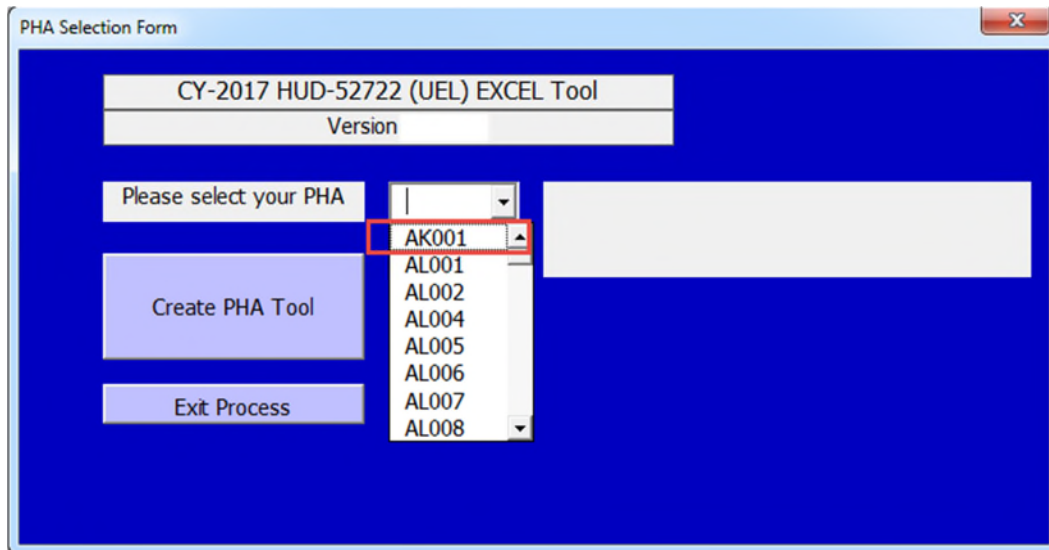 PHA Selection Form
CY-2017 HUD-52722 (UEL) EXCEL Tool
Version
Please select your PHA
AK001
AL001
AL002
AL004
AL005
AL006
AL007
AL008
Create PHA Tool
Exit Process